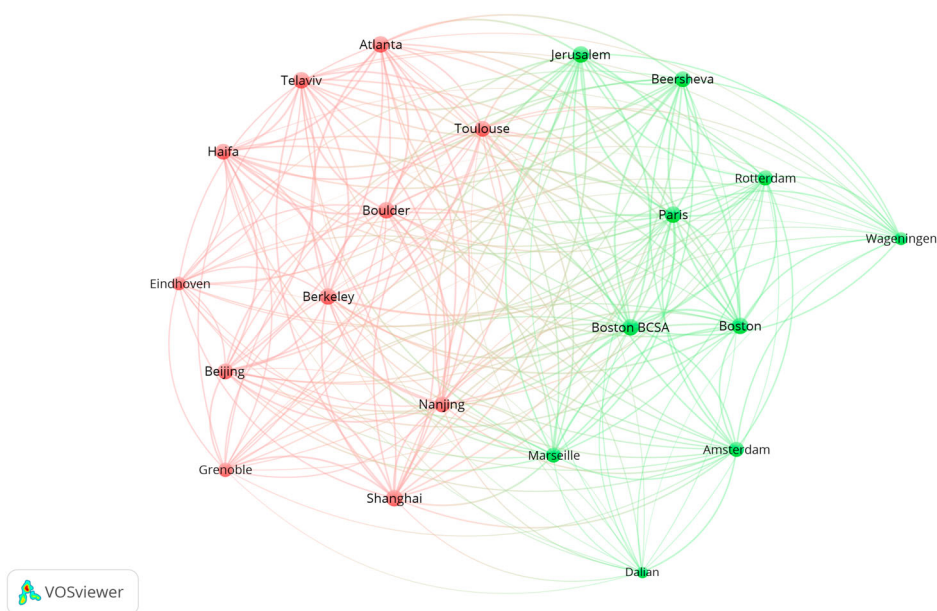 Atlanta
Jerusalem
Telaviv
Beersheva
Toulouse
Haifa
Rotterdam
Boulder
Paris
Wageningen
Eindhoven
Berkeley
Boston BCSA
Boston
Beijing
Nanjing
Marseille
Amsterdam
Grenoble
Shanghai
Dalian
VOSviewer